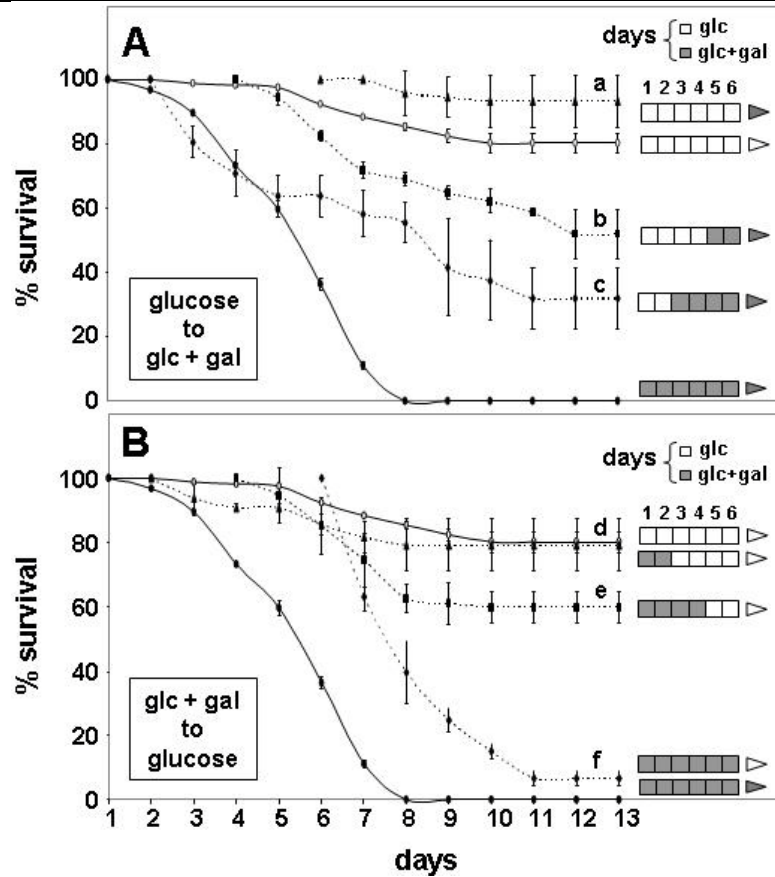 A
days
glc
glc+gal
1 2 3 4 5 6
% survival
100
80
60
40
20
0
a
b
c
glucose
to
glc + gal
B
days
glc
glc+gal
1 2 3 4 5 6
% survival
100
80
60
40
20
0
d
e
f
glc + gal
to
glucose
1 2 3 4 5 6 7 8 9 10 11 12 13
days